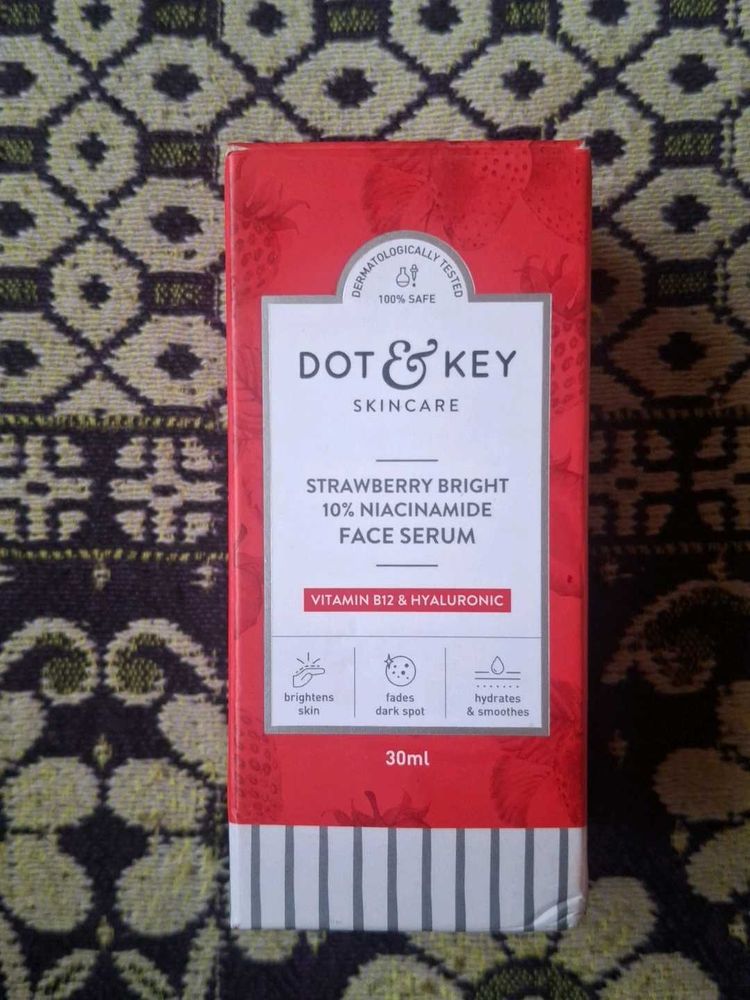 DERMATOLOGICALLY TESTED
100% SAFE
DOT & KEY
SKINCARE
STRAWBERRY BRIGHT
10% NIACINAMIDE
FACE SERUM
VITAMIN B12 & HYALURONIC
brightens
skin
fades
dark spot
hydrates
& smoothes
30ml